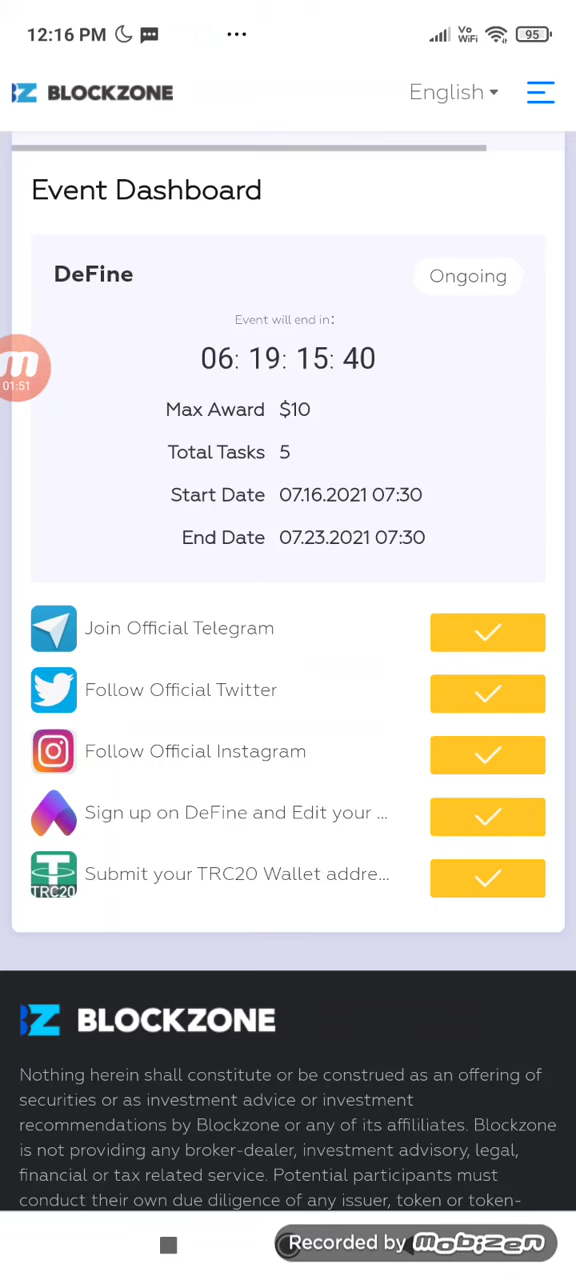 12:16 PM
Vo
WiFi
95
BLOCKZONE
English
Event Dashboard
DeFine
Ongoing
Event will end in:
06: 19: 15: 40
01:51
Max Award $10
Total Tasks 5
Start Date 07.16.2021 07:30
End Date 07.23.2021 07:30
Join Official Telegram
Follow Official Twitter
Follow Official Instagram
Sign up on DeFine and Edit your ...
Submit your TRC20 Wallet addre...
TRC20
BLOCKZONE
Nothing herein shall constitute or be construed as an offering of
securities or as investment advice or investment
recommendations by Blockzone or any of its affililiates. Blockzone
is not providing any broker-dealer, investment advisory, legal,
financial or tax related service. Potential participants must
conduct their own due diligence of any issuer, token or token-
Recorded by mobizen